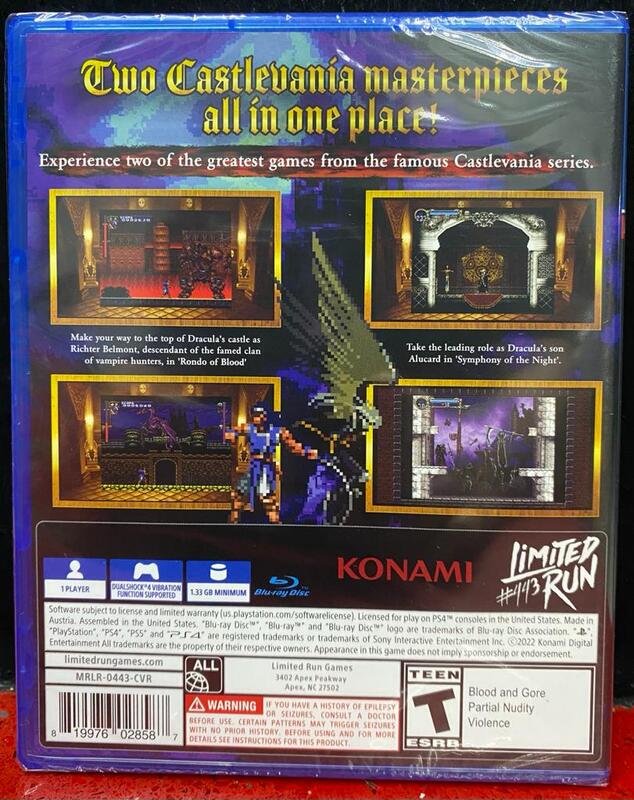 Two Castlevania masterpieces
all in one place!
Experience two of the greatest games from the famous Castlevania series.
Make your way to the top of Dracula's castle as
Richter Belmont, descendant of the famed clan
of vampire hunters, in 'Rondo of Blood'
Take the leading role as Dracula's son
Alucard in 'Symphony of the Night'.
1 PLAYER
DUALSHOCK®4 VIBRATION
FUNCTION SUPPORTED
1.33 GB MINIMUM
Blu-ray Disc™
KONAMI
LIMITED
RUN
#443
Software subject to license and limited warranty (us.playstation.com/softwarelicense). Licensed for play on PS4™ consoles in the United States. Made in
Austria. Assembled in the United States. "Blu-ray Disc™", "Blu-ray™" and "Blu-ray Disc™" logo are trademarks of Blu-ray Disc Association. "PS",
"PlayStation", "PS4", "PS5" and "PS4" are registered trademarks or trademarks of Sony Interactive Entertainment Inc. ©2022 Konami Digital
Entertainment All trademarks are the property of their respective owners. Appearance in this game does not imply sponsorship or endorsement.
limitedrungames.com
MRLR-0443-CVR
8 19976 02858 7
ALL
Limited Run Games
3402 Apex Peakway
Apex, NC 27502
WARNING
IF YOU HAVE A HISTORY OF EPILEPSY
OR SEIZURES, CONSULT A DOCTOR
BEFORE USE. CERTAIN PATTERNS MAY TRIGGER SEIZURES
WITH NO PRIOR HISTORY. BEFORE USING AND FOR MORE
DETAILS SEE INSTRUCTIONS FOR THIS PRODUCT.
TEEN
T
ESRB
Blood and Gore
Partial Nudity
Violence